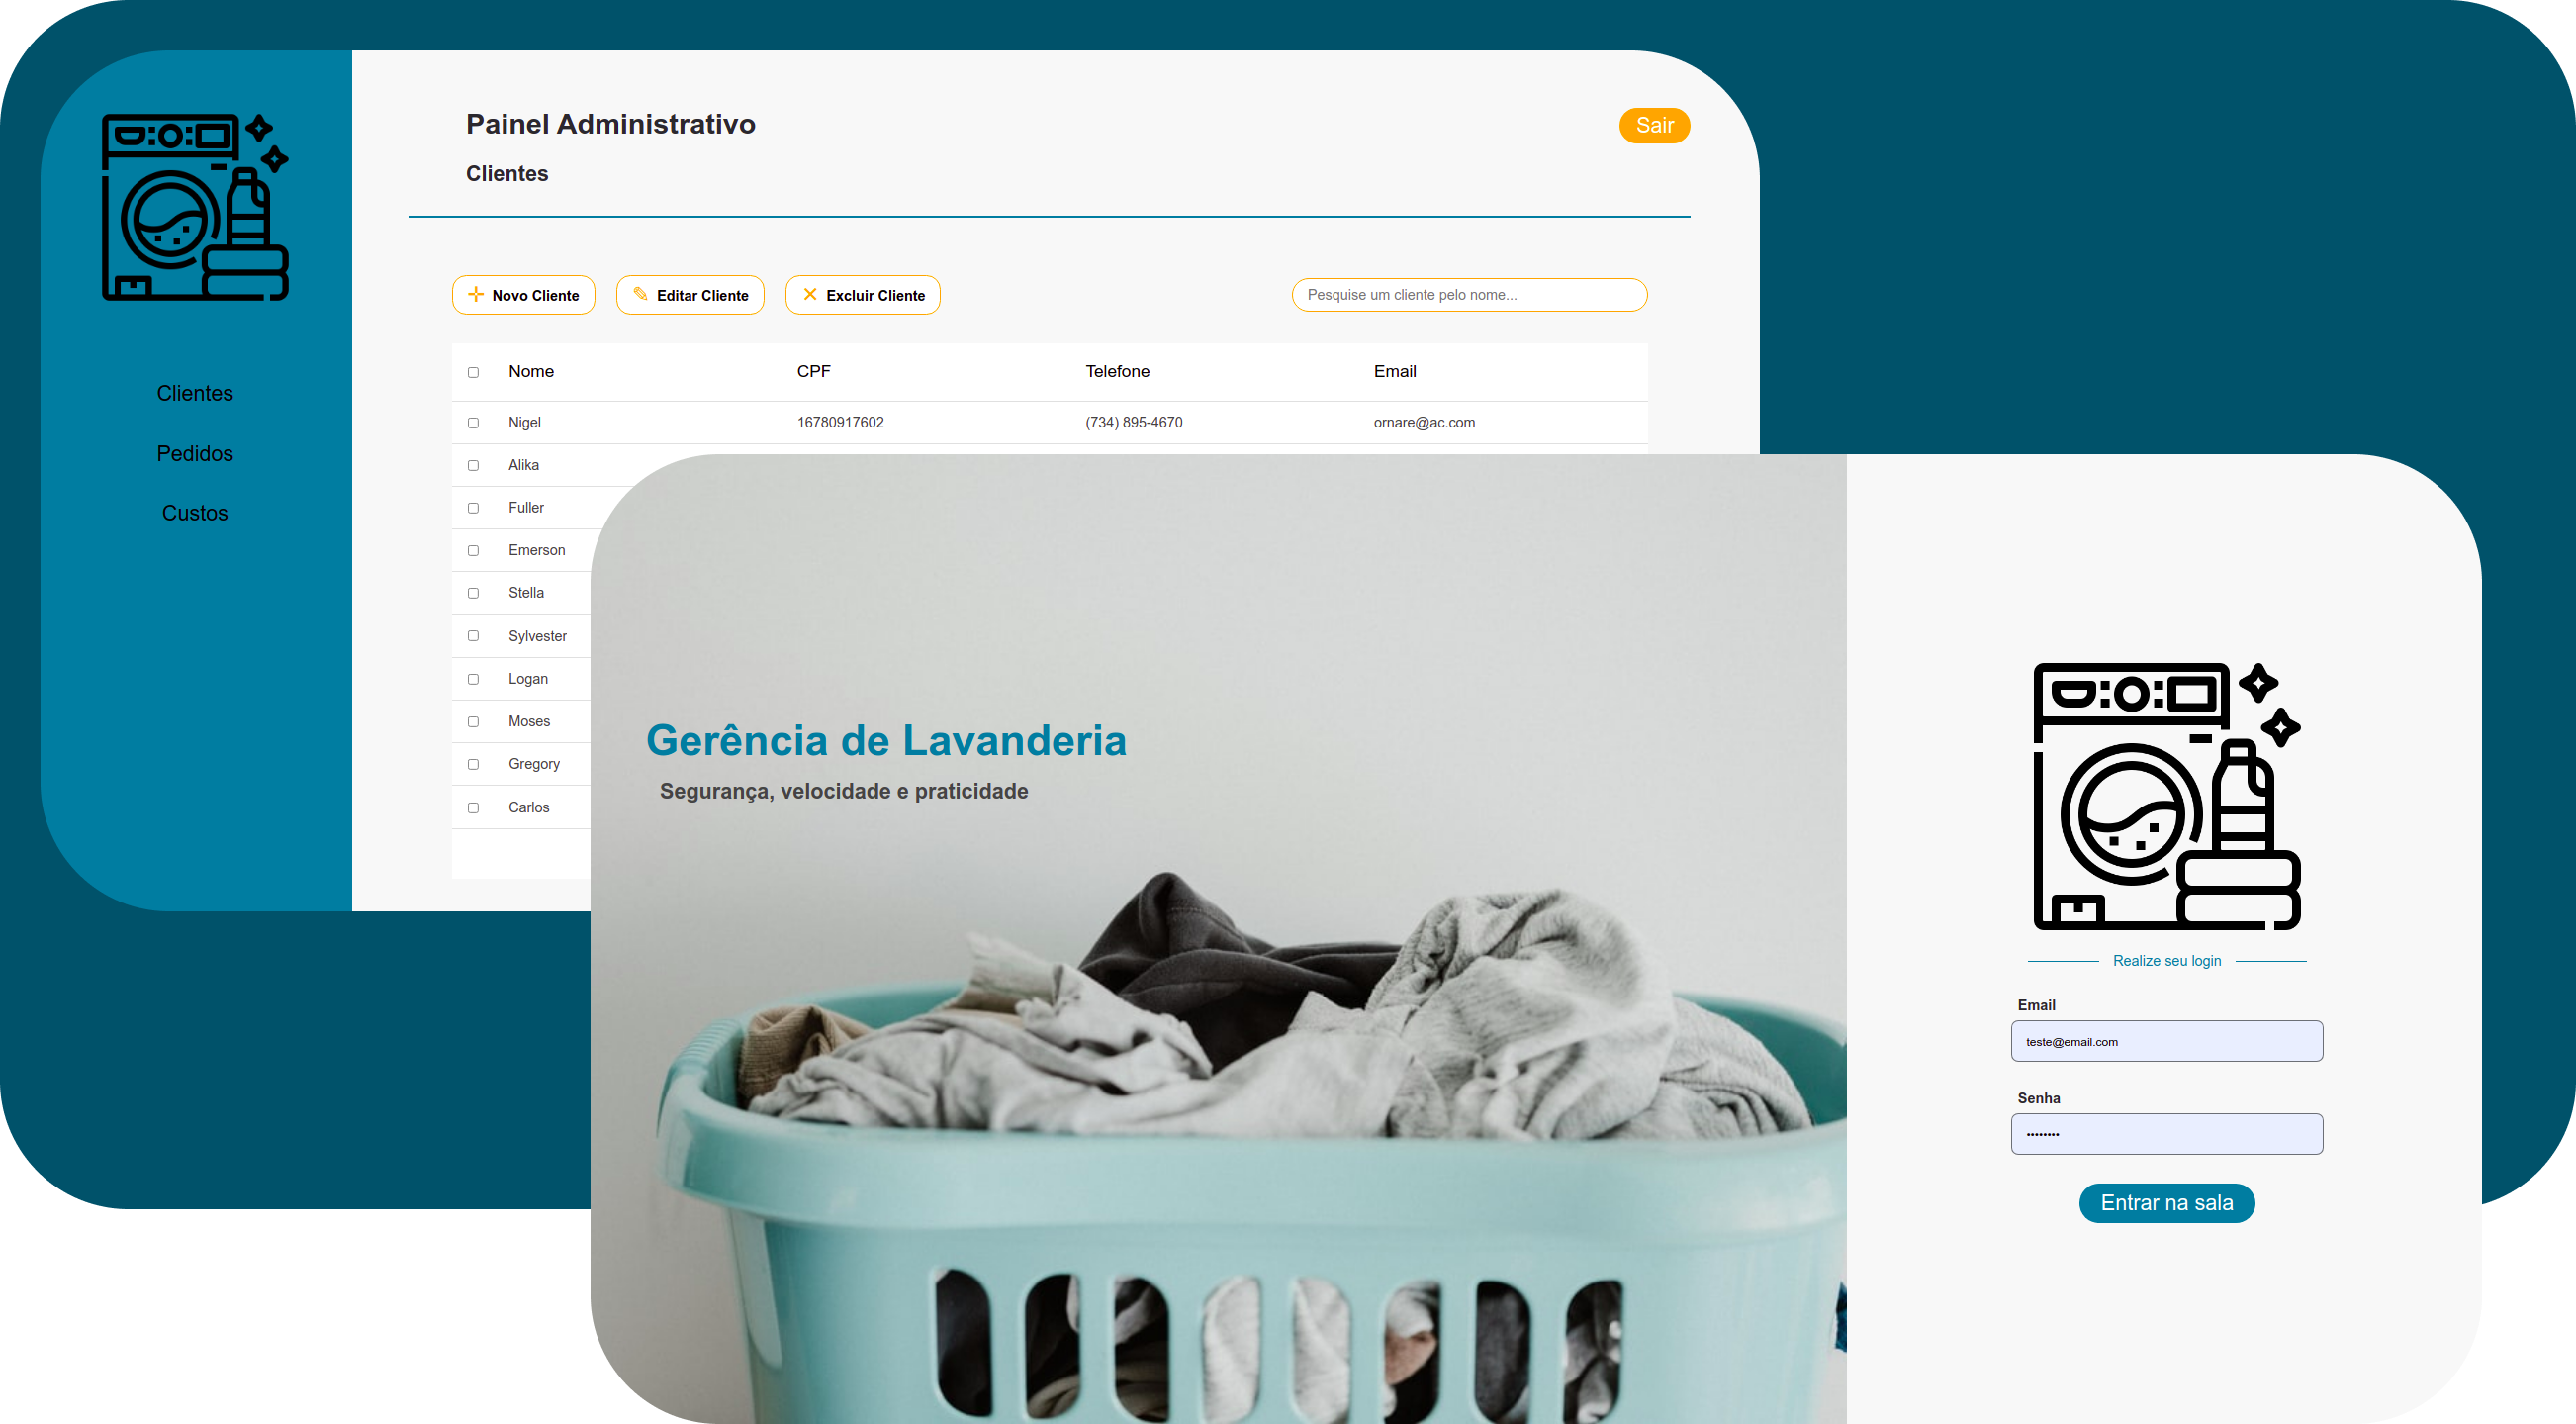 Painel Administrativo
Sair
Clientes
Clientes
Pedidos
Custos
Novo Cliente
Editar Cliente
Excluir Cliente
Pesquise um cliente pelo nome...
Nome CPF Telefone Email
Nigel 16780917602 (734) 895-4670 ornare@ac.com
Alika
Fuller
Emerson
Stella
Sylvester
Logan
Moses
Gregory
Carlos
Gerência de Lavanderia
Segurança, velocidade e praticidade
Realize seu login
Email
teste@email.com
Senha
••••••••
Entrar na sala